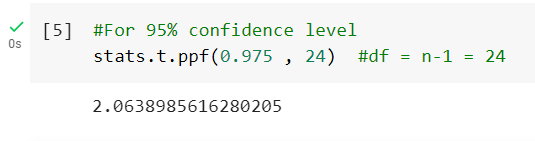 [5] #For 95% confidence level
0s
stats.t.ppf(0.975 , 24)  #df = n-1 = 24
2.0638985616280205